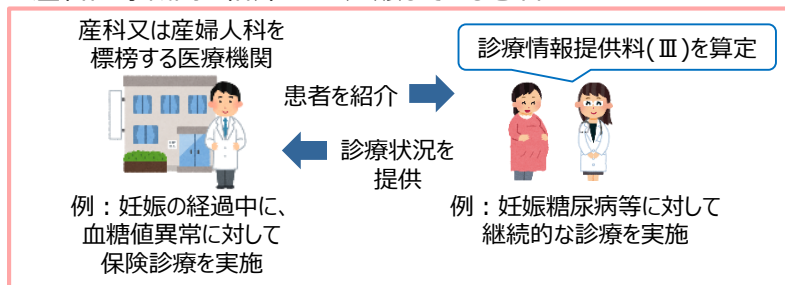 産科又は産婦人科を
標榜する医療機関
診療情報提供料(Ⅲ)を算定
患者を紹介
診療状況を
提供
例：妊娠の経過中に、
血糖値異常に対して
保険診療を実施
例：妊娠糖尿病等に対して
継続的な診療を実施